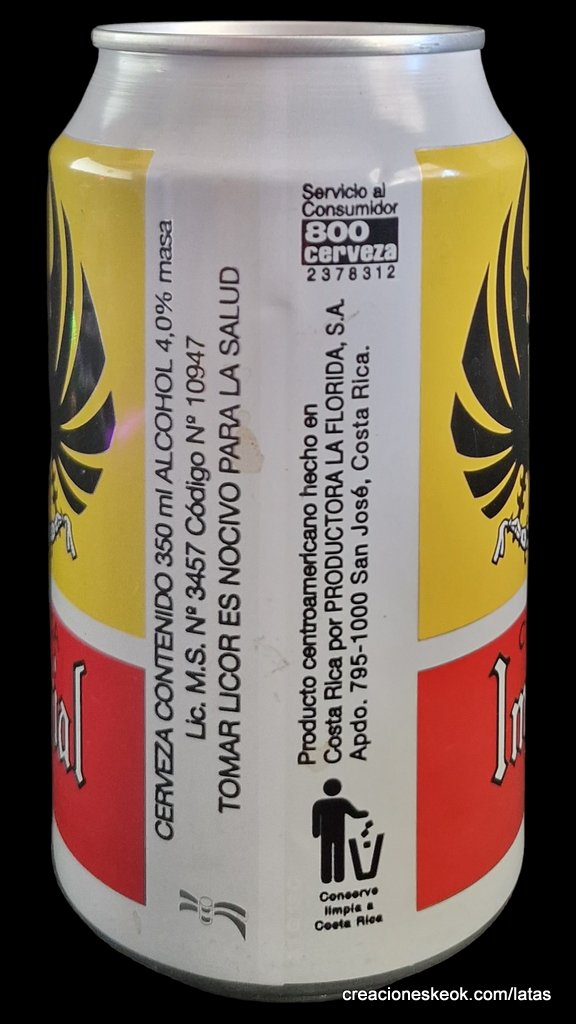 CERVEZA CONTENIDO 350 ml ALCOHOL 4,0% masa
Lic. M.S. Nº 3457 Código Nº 10947
TOMAR LICOR ES NOCIVO PARA LA SALUD
Servicio al
Consumidor
800
cerveza
2378312
Producto centroamericano hecho en
Costa Rica por PRODUCTORA LA FLORIDA, S.A.
Apdo. 795-1000 San José, Costa Rica.
Conserve
limpia a
Costa Rica
ial
Im
creacioneskeok.com/latas